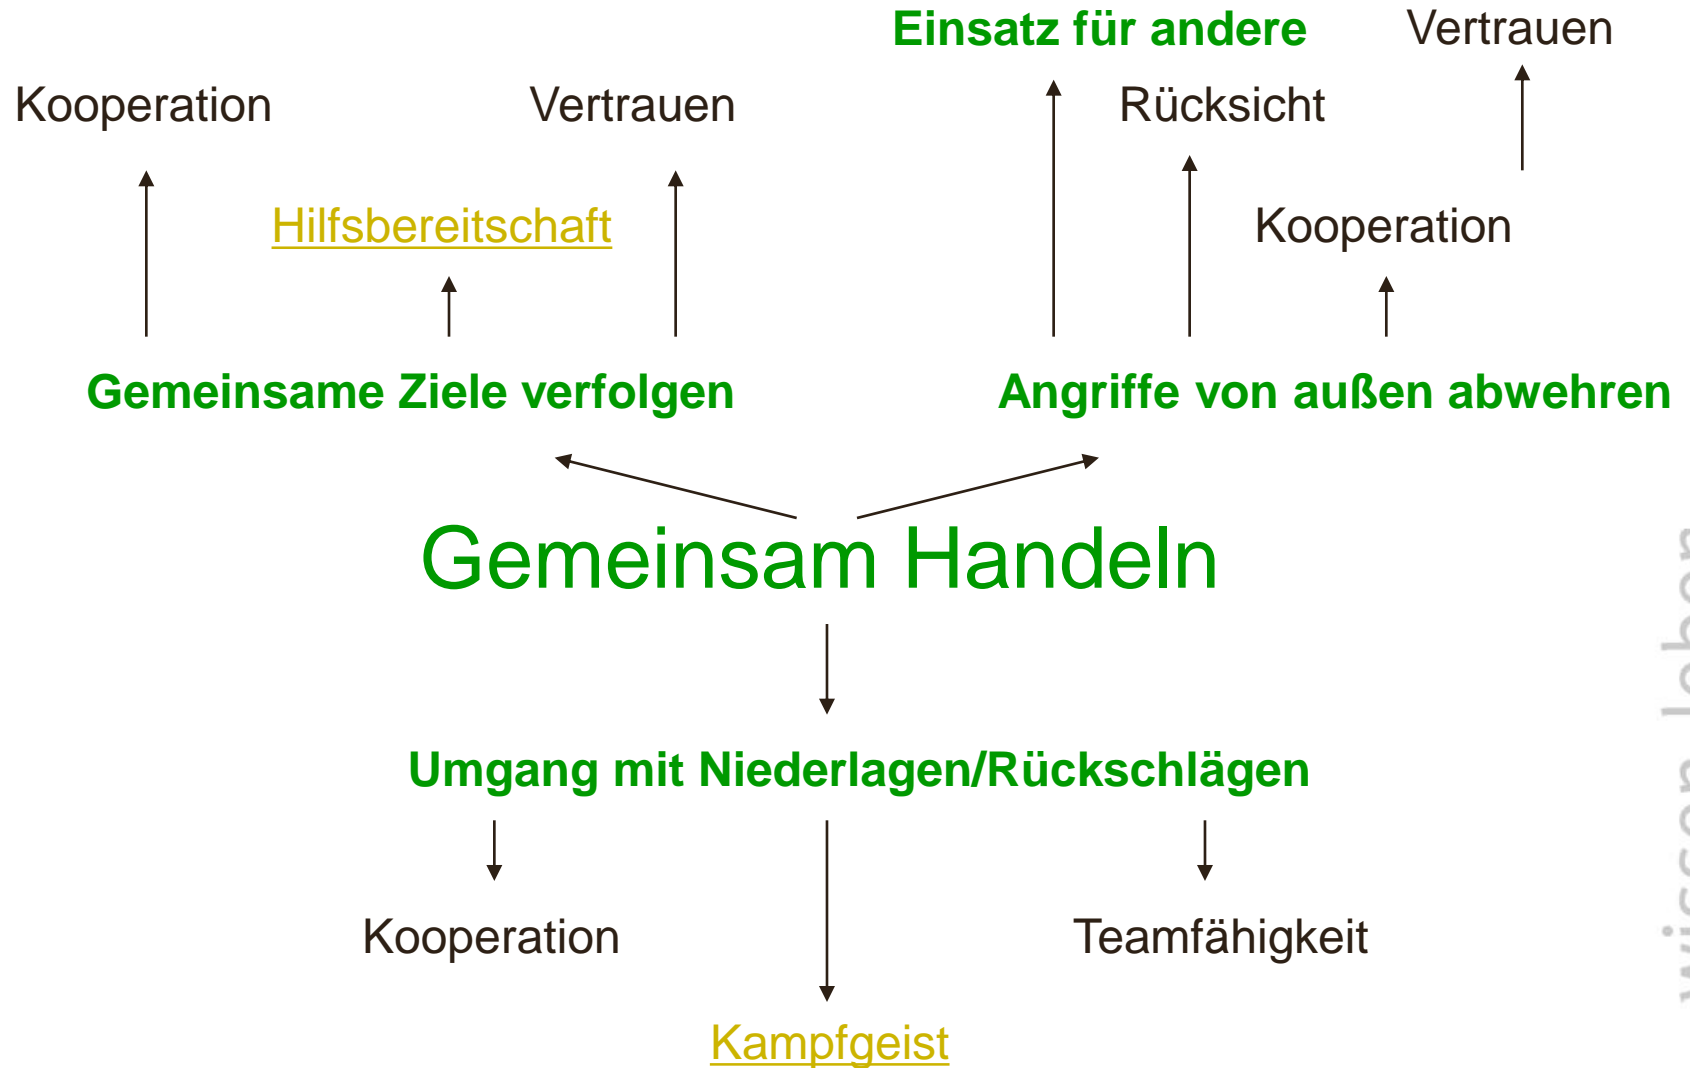 Einsatz für andere
Vertrauen
Kooperation
Vertrauen
Rücksicht
Hilfsbereitschaft
Kooperation
Gemeinsame Ziele verfolgen
Angriffe von außen abwehren
Gemeinsam Handeln
Umgang mit Niederlagen/Rückschlägen
Kooperation
Teamfähigkeit
Kampfgeist